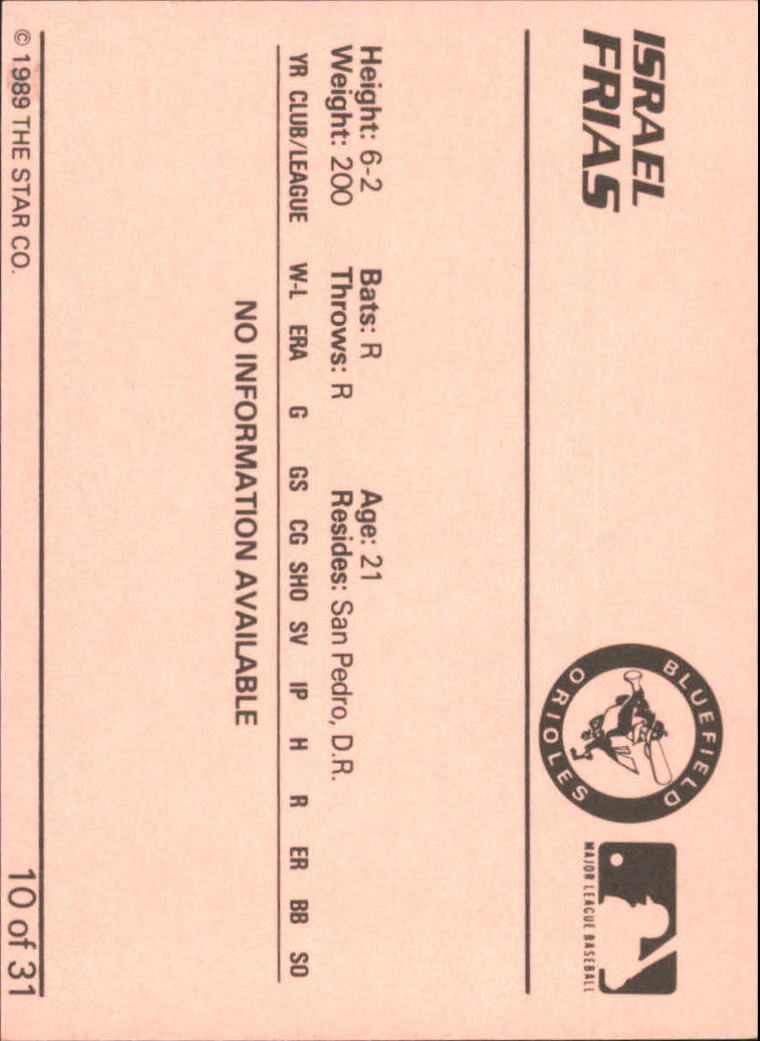 ISRAEL
FRIAS
BLUEFIELD
ORIOLES
MAJOR LEAGUE BASEBALL
Height: 6-2 Bats: R Age: 21
Weight: 200 Throws: R Resides: San Pedro, D.R.
YR CLUB/LEAGUE W-L ERA G GS CG SHO SV IP H R ER BB SO
NO INFORMATION AVAILABLE
© 1989 THE STAR CO. 10 of 31